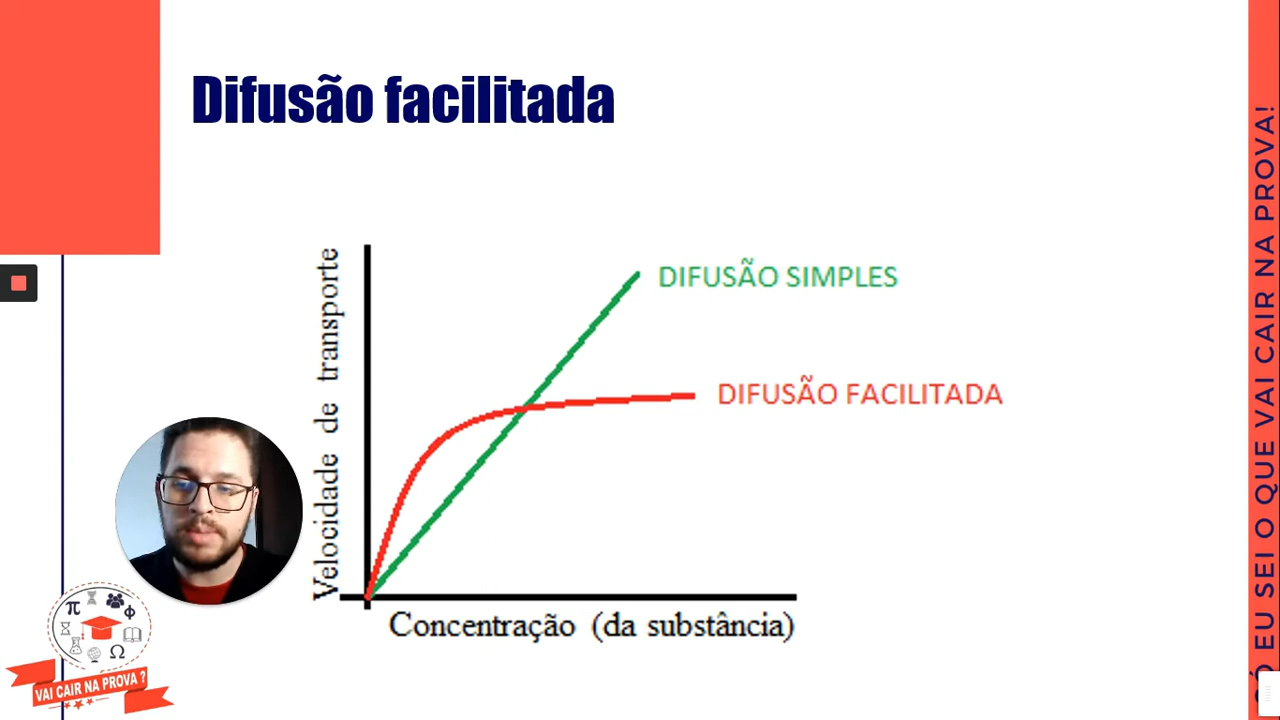 Difusão facilitada
Velocidade de transporte
DIFUSÃO SIMPLES
DIFUSÃO FACILITADA
Concentração (da substância)
π
Φ
Ω
VAI CAIR NA PROVA ?
SÓ EU SEI O QUE VAI CAIR NA PROVA!